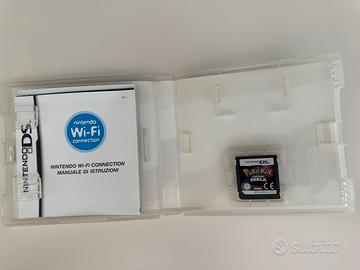 NINTENDO DS
nintendo
Wi-Fi
connection
NINTENDO WI-FI CONNECTION
MANUALE DI ISTRUZIONI
NINTENDO DS
POKÉMON
PERLA
subito